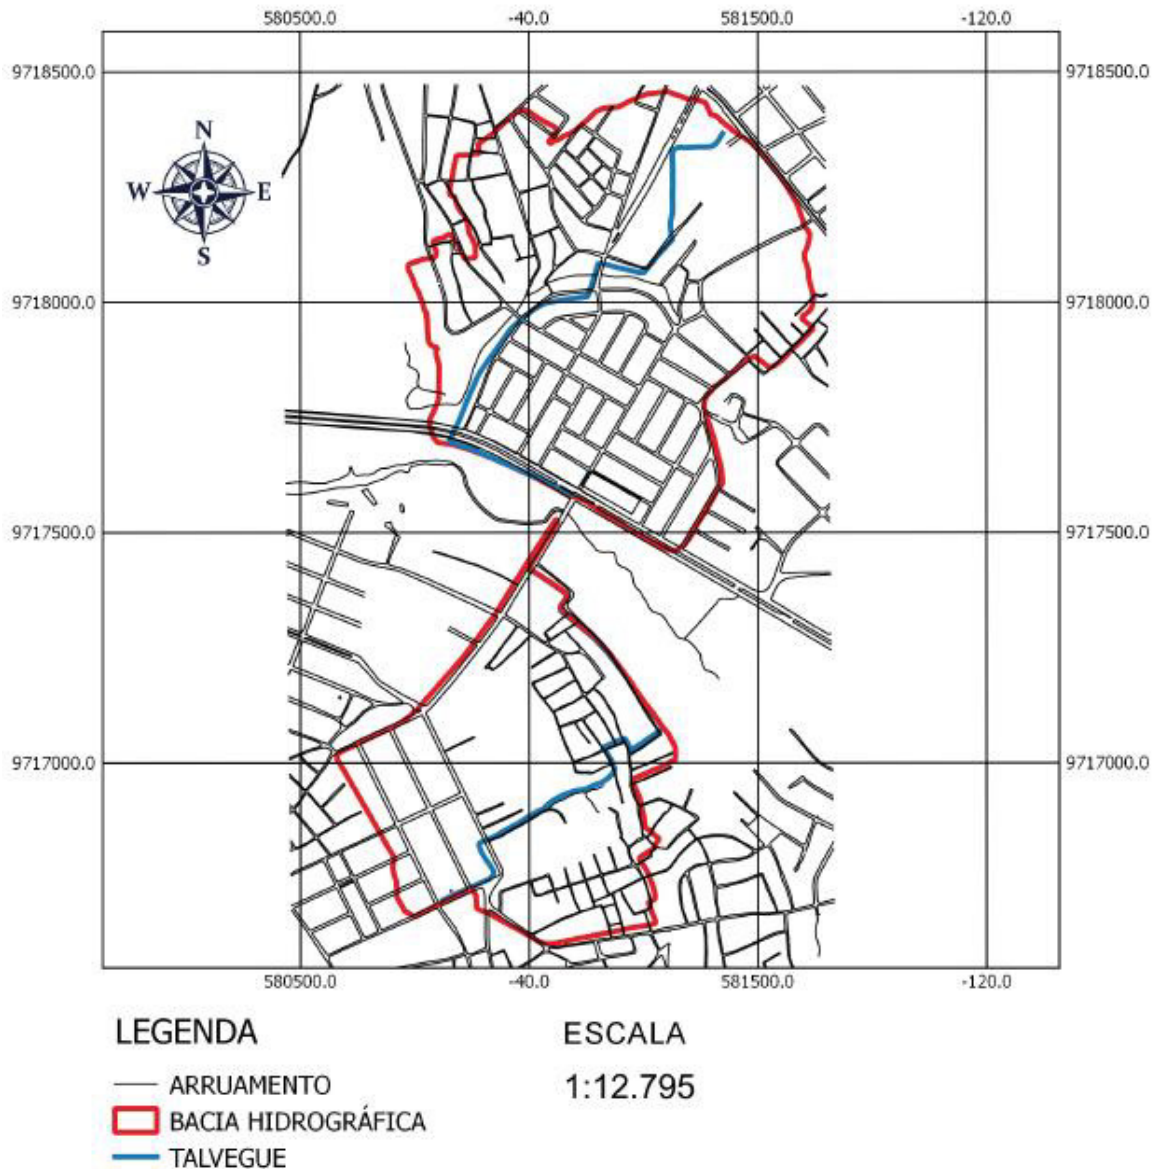 580500.0 -40.0 581500.0 -120.0
9718500.0 9718500.0
N
W E
S
9718000.0 9718000.0
9717500.0 9717500.0
9717000.0 9717000.0
580500.0 -40.0 581500.0 -120.0
LEGENDA ESCALA
ARRUAMENTO 1:12.795
BACIA HIDROGRÁFICA
TALVEGUE